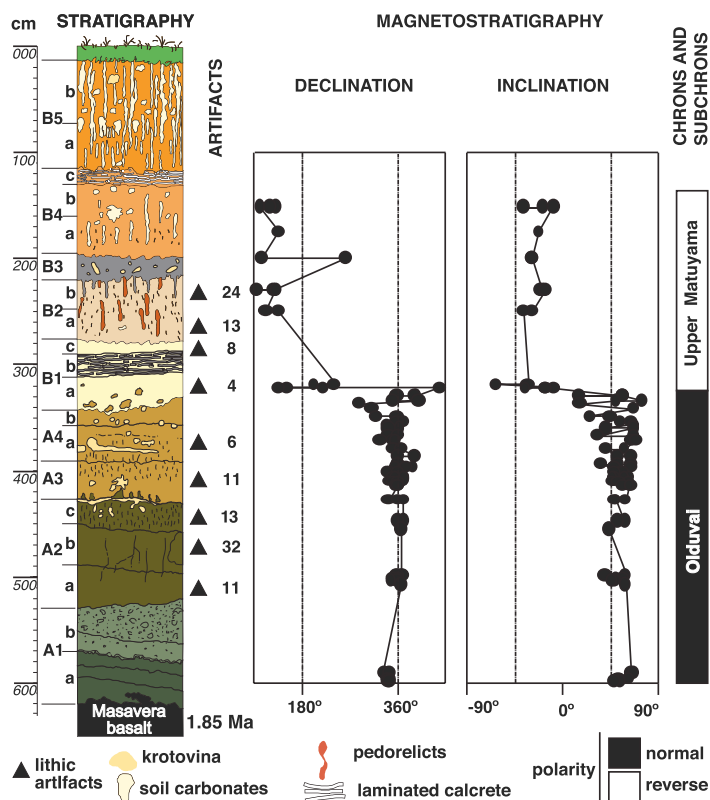 cm STRATIGRAPHY
MAGNETOSTRATIGRAPHY
ARTIFACTS
DECLINATION
INCLINATION
CHRONS AND
SUBCHRONS
000
100
200
300
400
500
600
b
B5
a
c
b
B4
a
B3
b
B2
a
c
b
B1
a
b
A4
a
A3
c
A2 b
a
b
A1
a
24
13
8
4
6
11
13
32
11
Upper Matuyama
Olduvai
Masavera
basalt
1.85 Ma
180°
360°
-90°
0°
90°
lithic
artIfacts
krotovina
soil carbonates
pedorelicts
laminated calcrete
polarity
normal
reverse